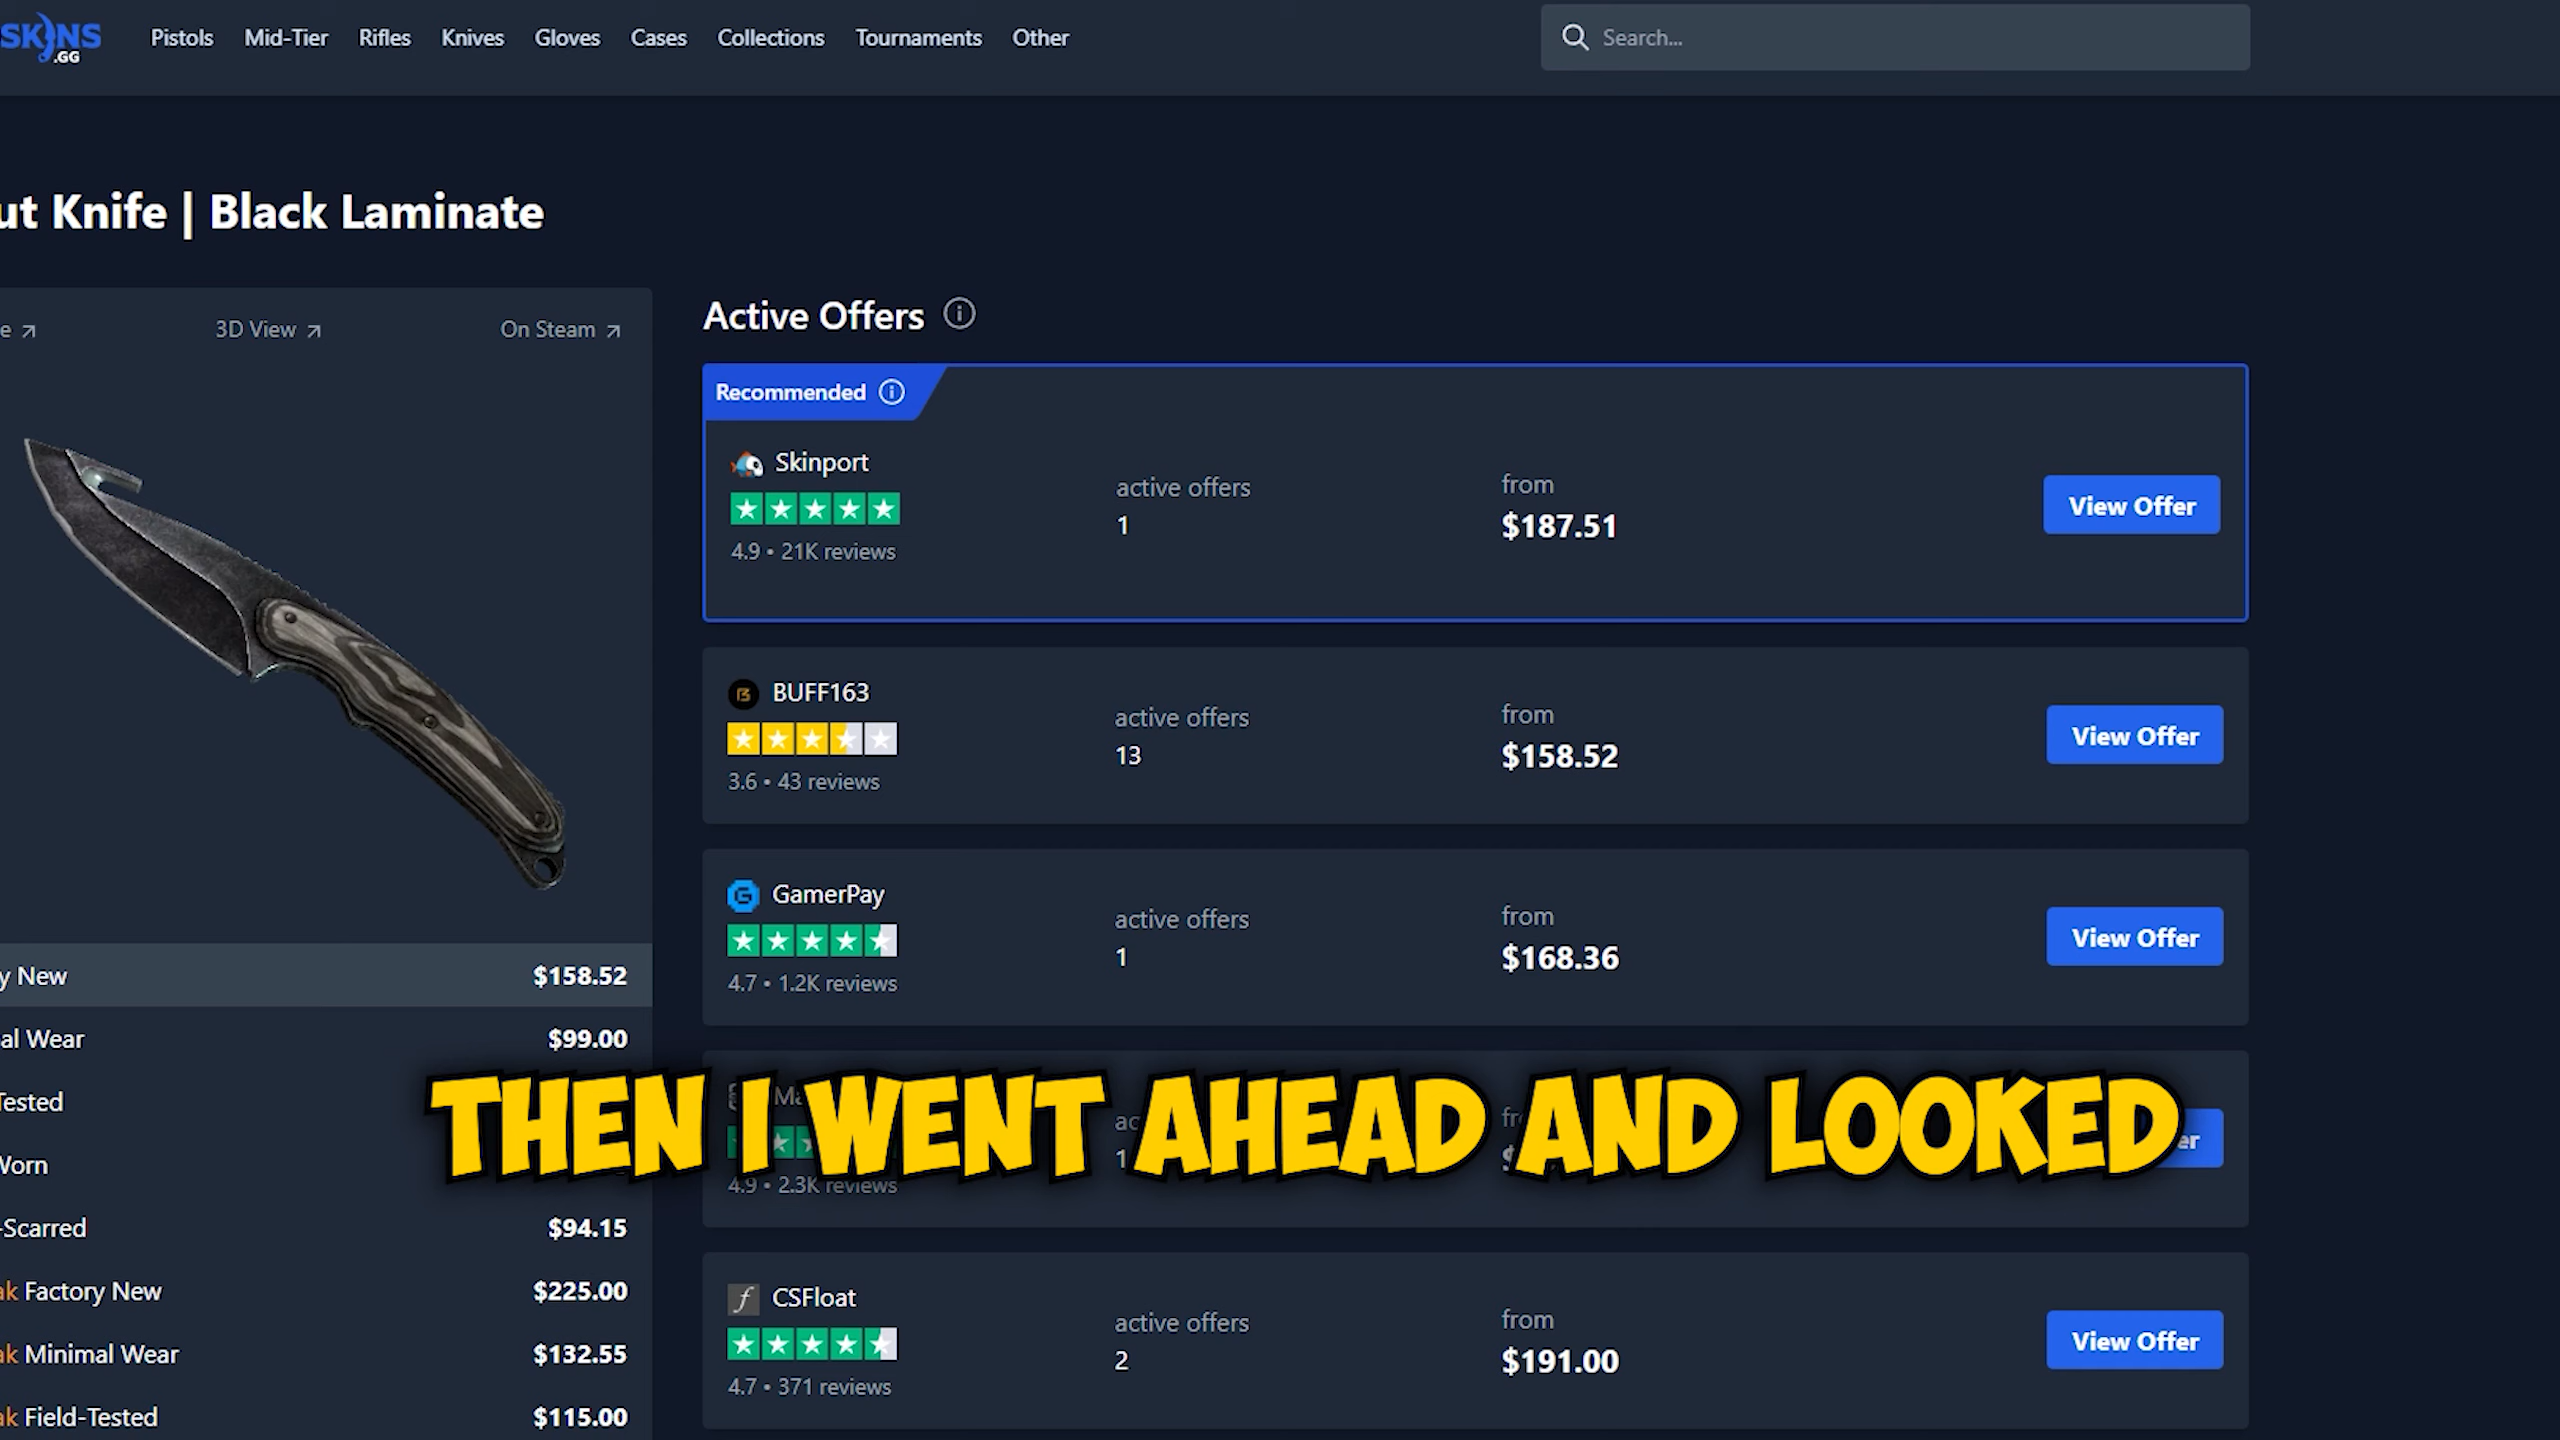 SKINS
.GG
Pistols Mid-Tier Rifles Knives Gloves Cases Collections Tournaments Other
Search...
ut Knife | Black Laminate
e 3D View On Steam
Active Offers
Recommended
Skinport
active offers
1
from
$187.51
View Offer
4.9 • 21K reviews
BUFF163
active offers
13
from
$158.52
View Offer
3.6 • 43 reviews
GamerPay
active offers
1
from
$168.36
View Offer
4.7 • 1.2K reviews
y New $158.52
al Wear $99.00
Tested
Worn
-Scarred $94.15
ak Factory New $225.00
ak Minimal Wear $132.55
ak Field-Tested $115.00
THEN I WENT AHEAD AND LOOKED
4.9 • 2.3K reviews
CSFloat
active offers
2
from
$191.00
View Offer
4.7 • 371 reviews